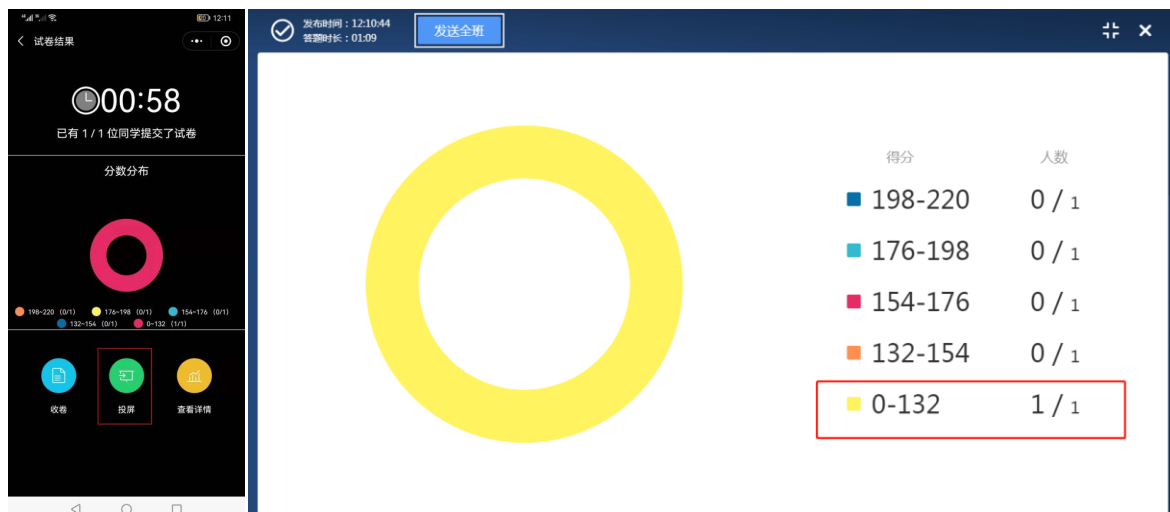 12:11
试卷结果
00:58
已有 1 / 1 位同学提交了试卷
分数分布
198-220 (0/1) 176-198 (0/1) 154-176 (0/1)
132-154 (0/1) 0-132 (1/1)
收卷 投屏 查看详情
发布时间：12:10:44
答题时长：01:09
发送全班
得分 人数
198-220 0 / 1
176-198 0 / 1
154-176 0 / 1
132-154 0 / 1
0-132 1 / 1